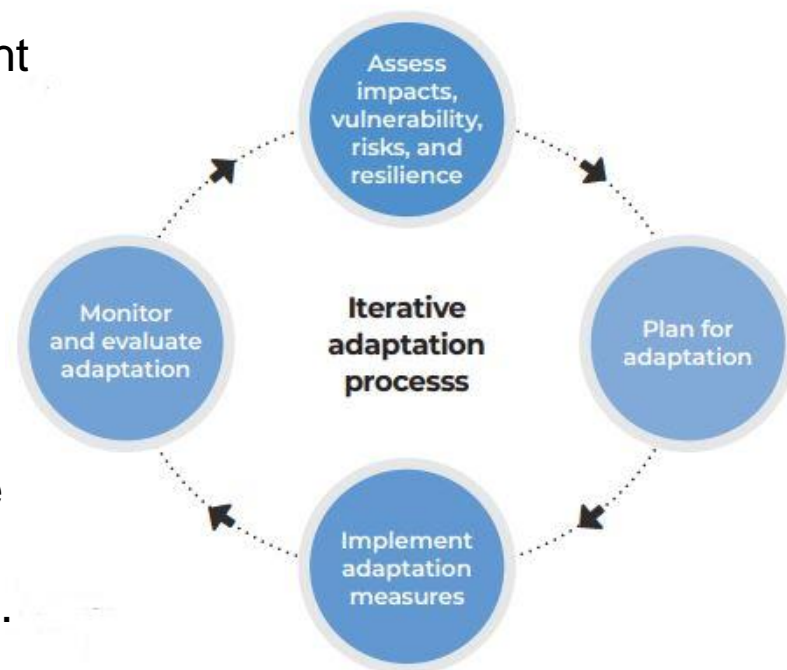 nt
Assess
impacts,
vulnerability,
risks, and
resilience
Monitor
and evaluate
adaptation
Iterative
adaptation
processs
Plan for
adaptation
e
Implement
adaptation
measures
.